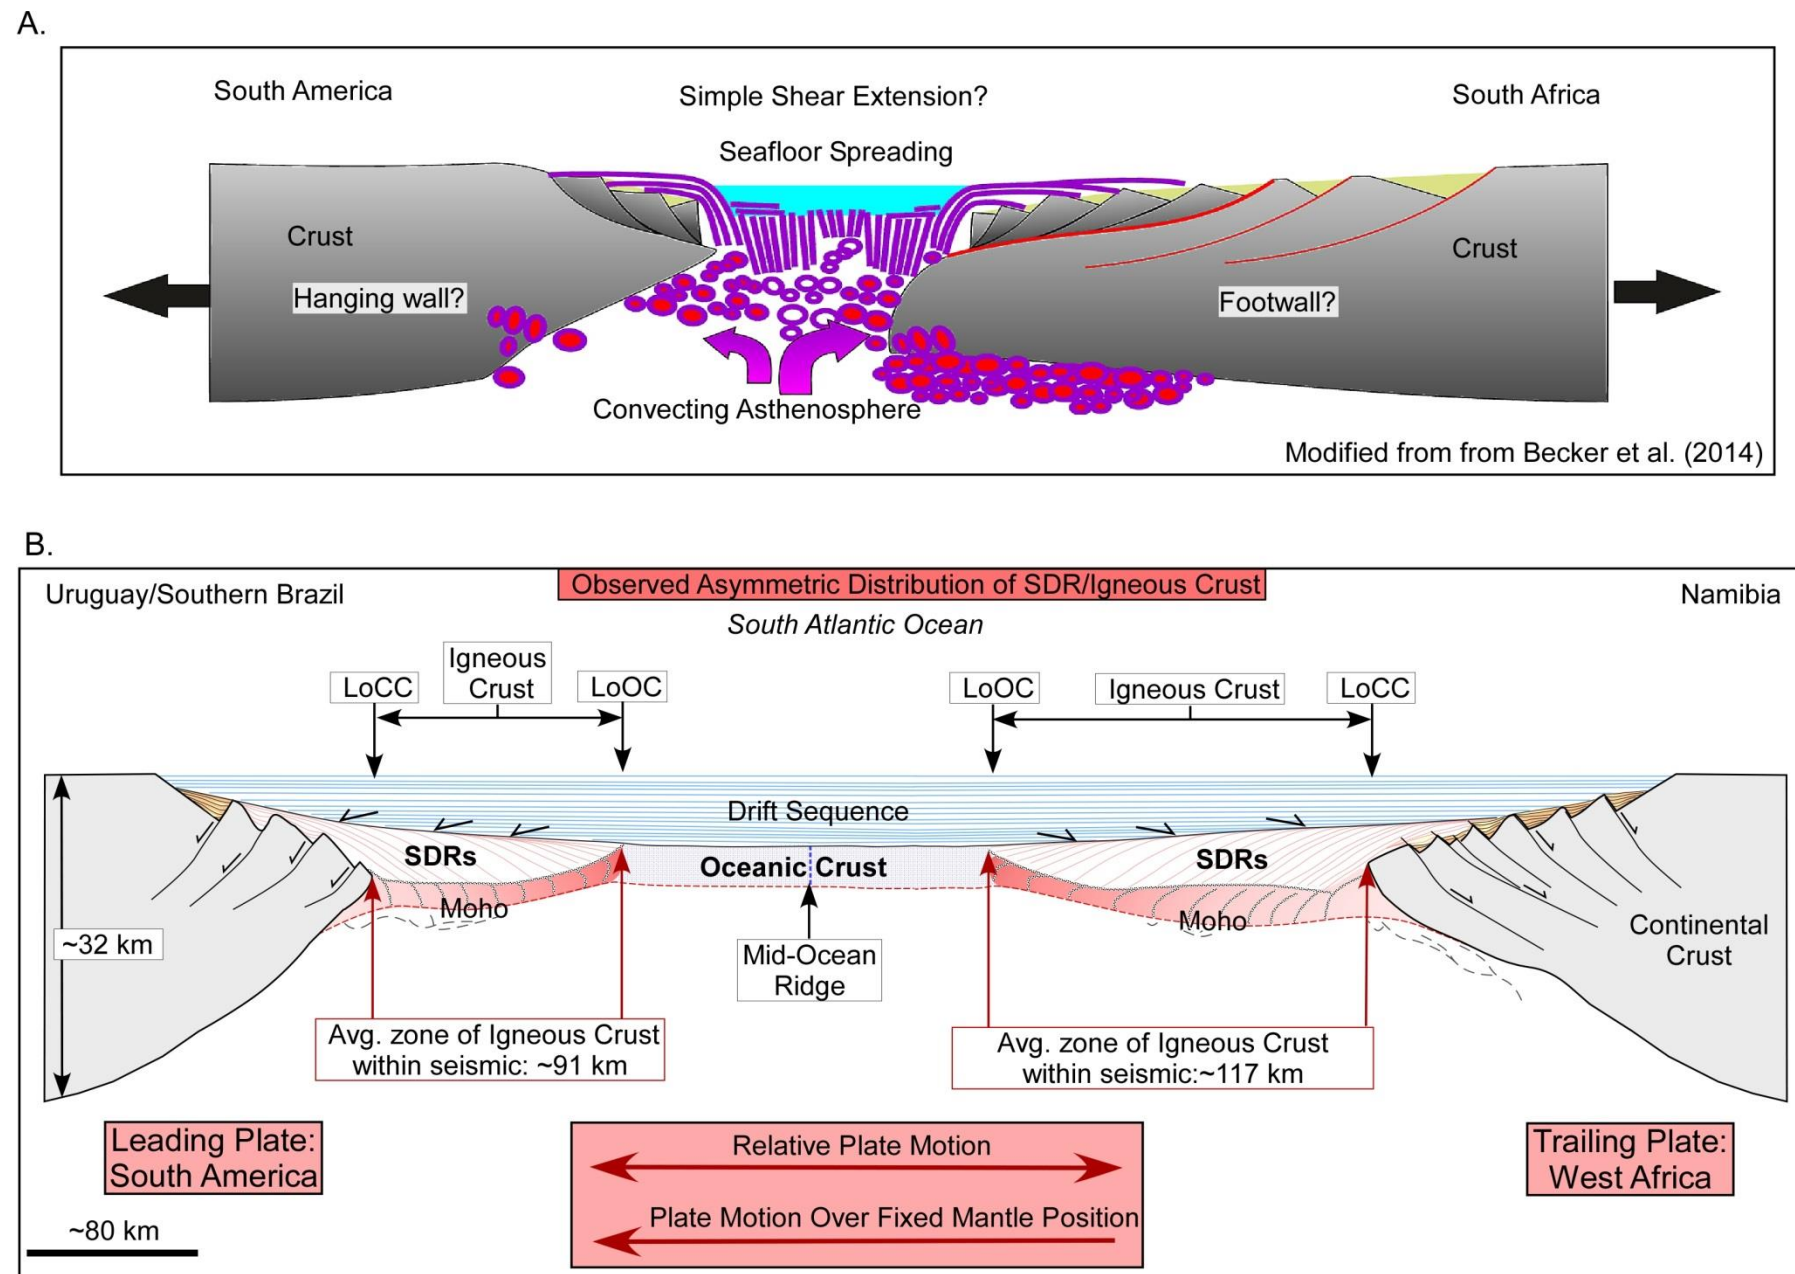 A.
South America
Simple Shear Extension?
South Africa
Seafloor Spreading
Crust
Crust
Hanging wall?
Footwall?
Convecting Asthenosphere
Modified from from Becker et al. (2014)
B.
Uruguay/Southern Brazil
Observed Asymmetric Distribution of SDR/Igneous Crust
Namibia
South Atlantic Ocean
LoCC
Igneous
Crust
LoOC
LoOC
Igneous Crust
LoCC
Drift Sequence
SDRs
Oceanic Crust
SDRs
Moho
Moho
~32 km
Mid-Ocean
Ridge
Continental
Crust
Avg. zone of Igneous Crust
within seismic: ~91 km
Avg. zone of Igneous Crust
within seismic:~117 km
Leading Plate:
South America
Relative Plate Motion
Plate Motion Over Fixed Mantle Position
Trailing Plate:
West Africa
~80 km